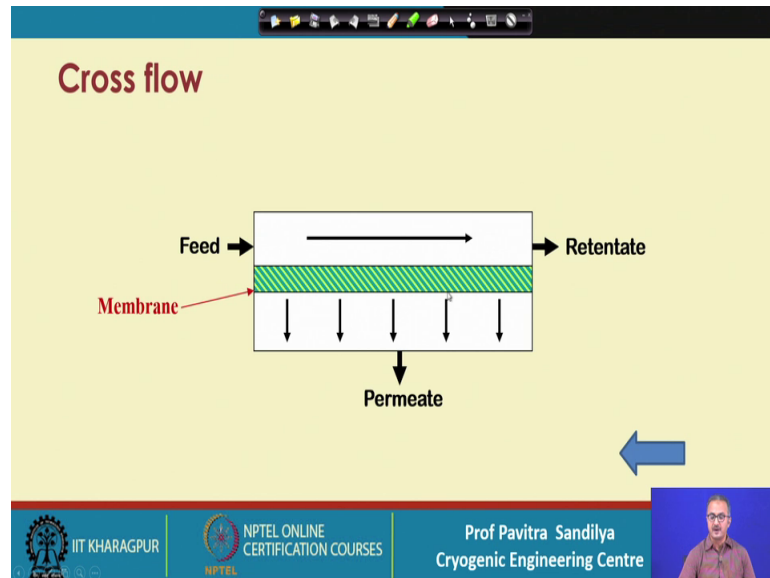 Cross flow
Feed
Retentate
Membrane
Permeate
IIT KHARAGPUR
NPTEL
NPTEL ONLINE
CERTIFICATION COURSES
Prof Pavitra Sandilya
Cryogenic Engineering Centre